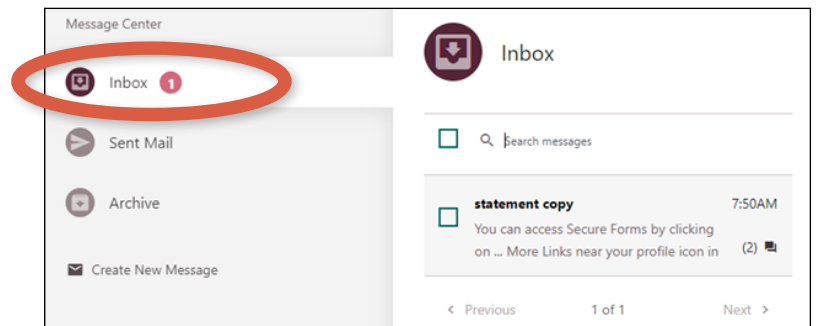 Message Center
Inbox 1
Sent Mail
Archive
Create New Message
Inbox
Search messages
statement copy 7:50AM
You can access Secure Forms by clicking
on ... More Links near your profile icon in (2)
< Previous 1 of 1 Next >